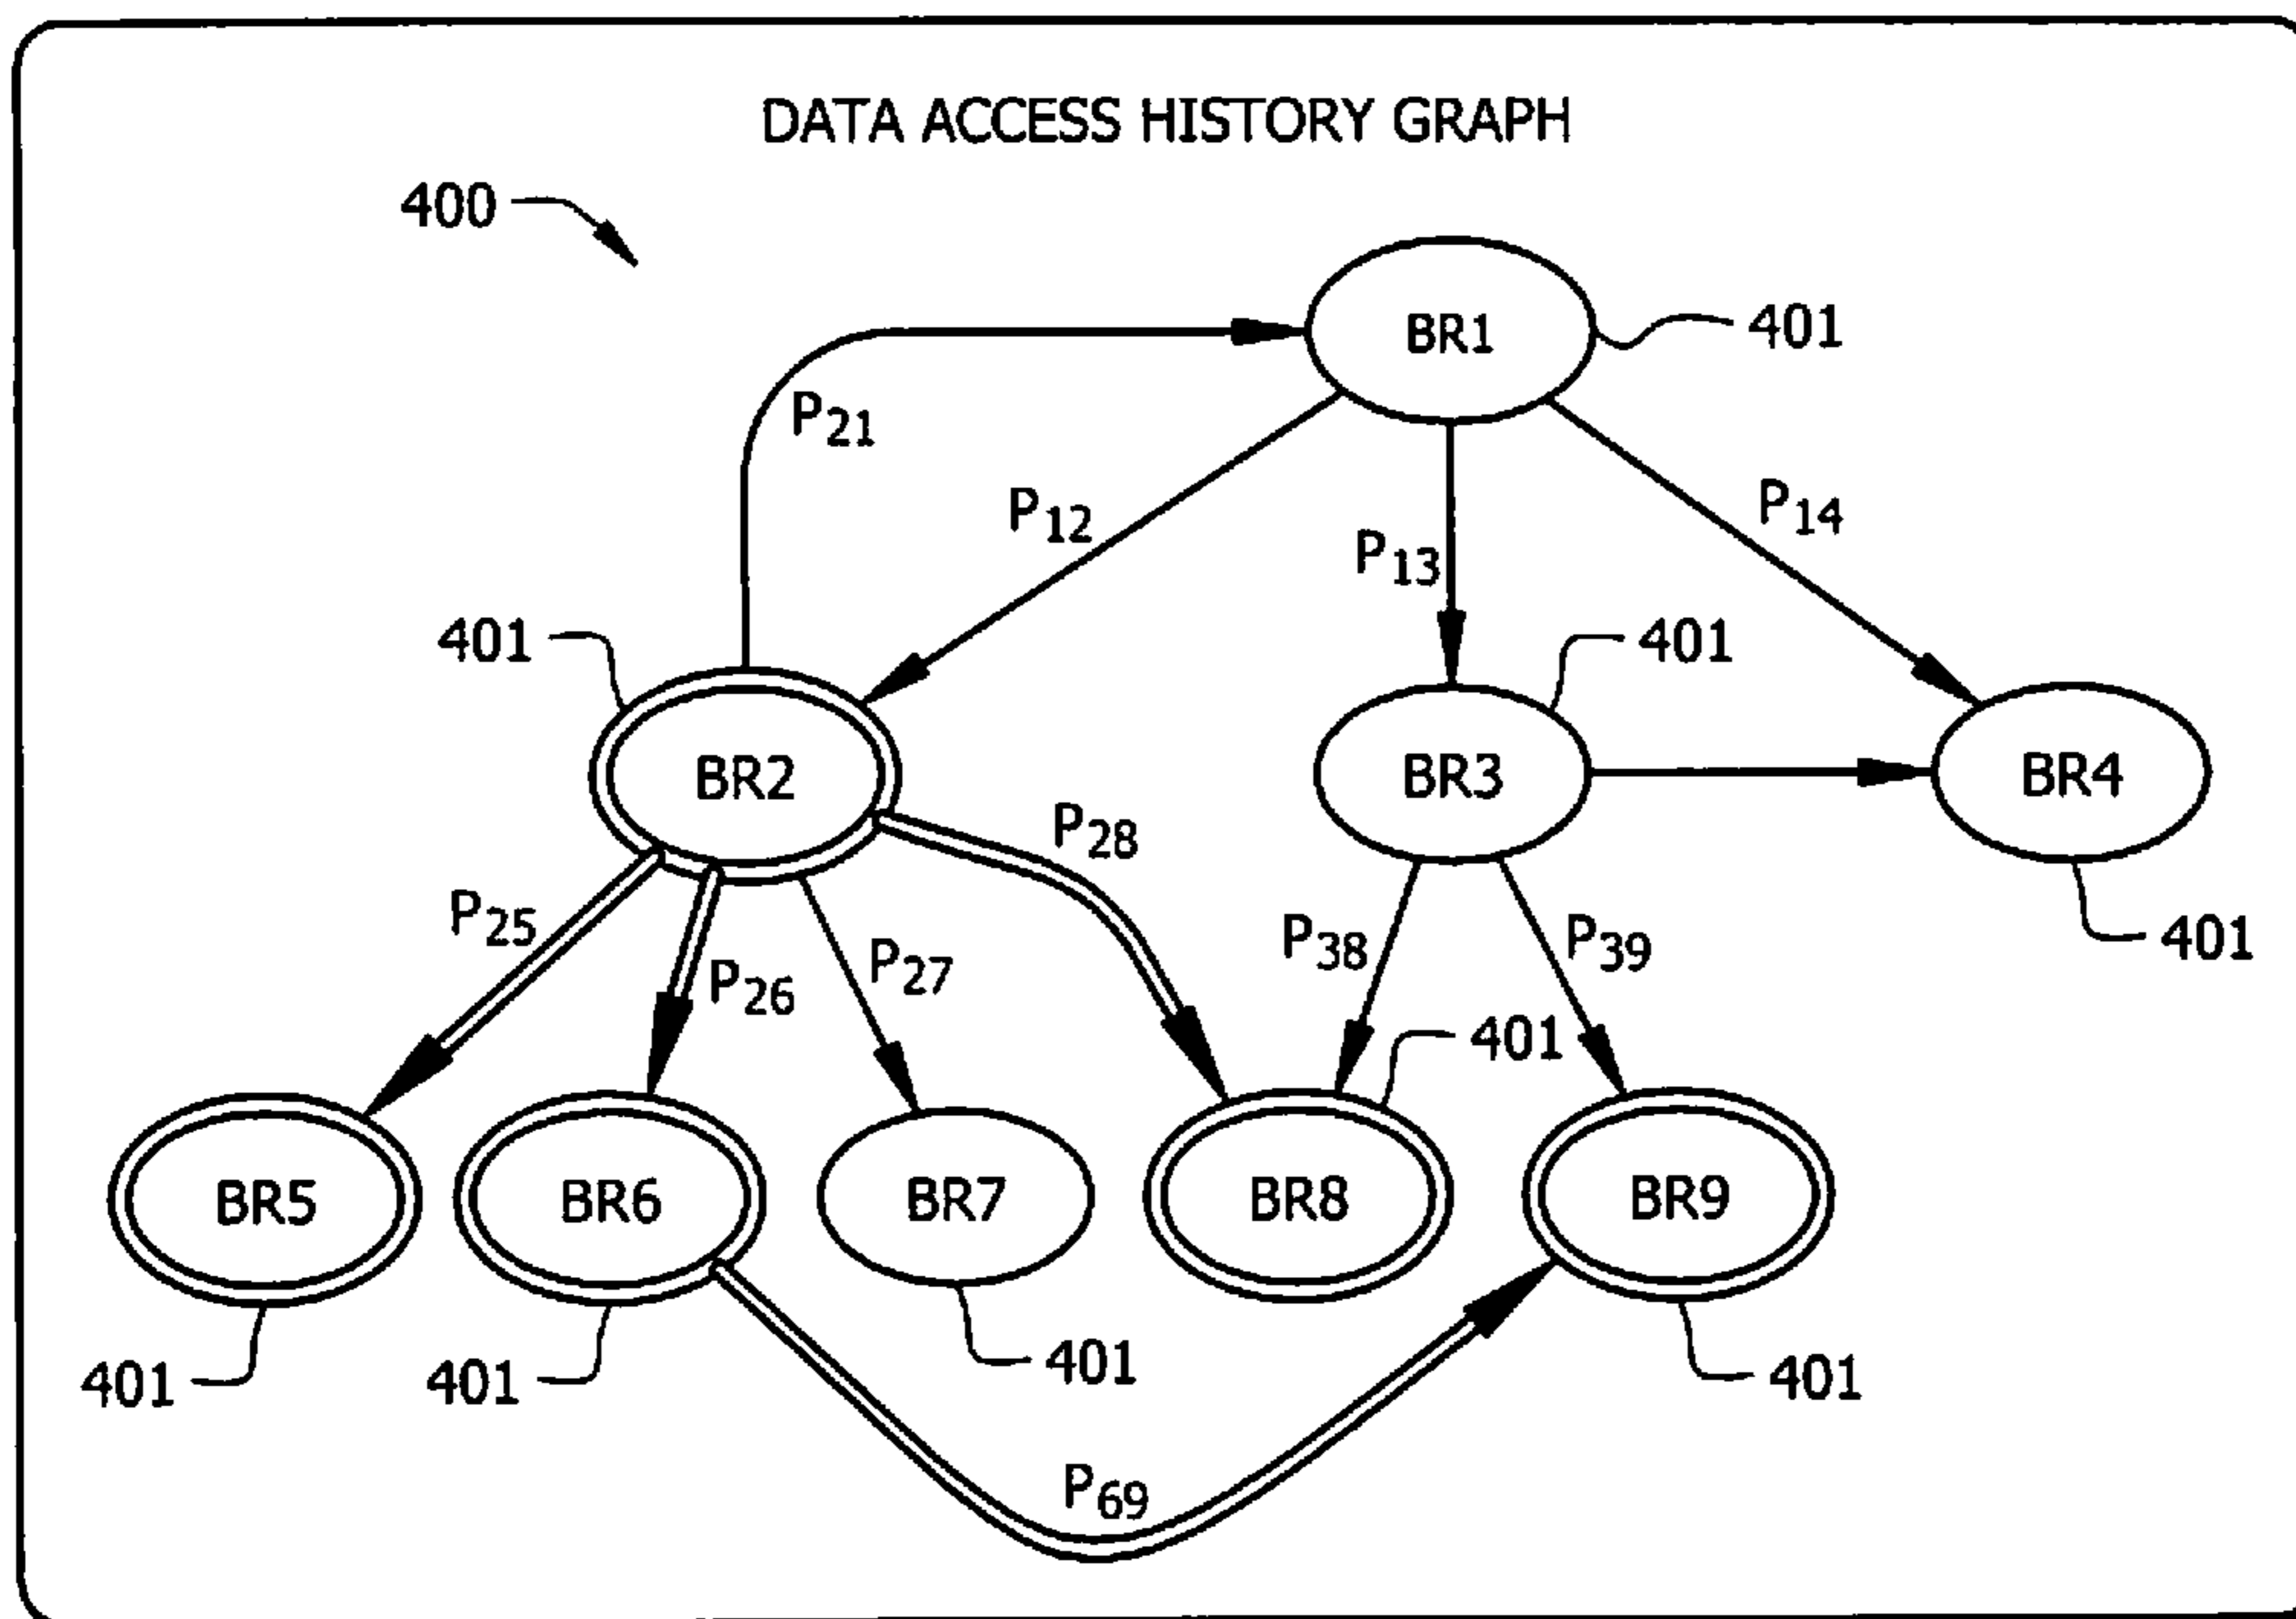 DATA ACCESS HISTORY GRAPH
400
BR1
401
P21
P12
P13
P14
401
401
BR2
BR3
BR4
P28
P25
P26
P27
P38
P39
401
401
BR5
BR6
BR7
BR8
BR9
401
401
401
401
P69